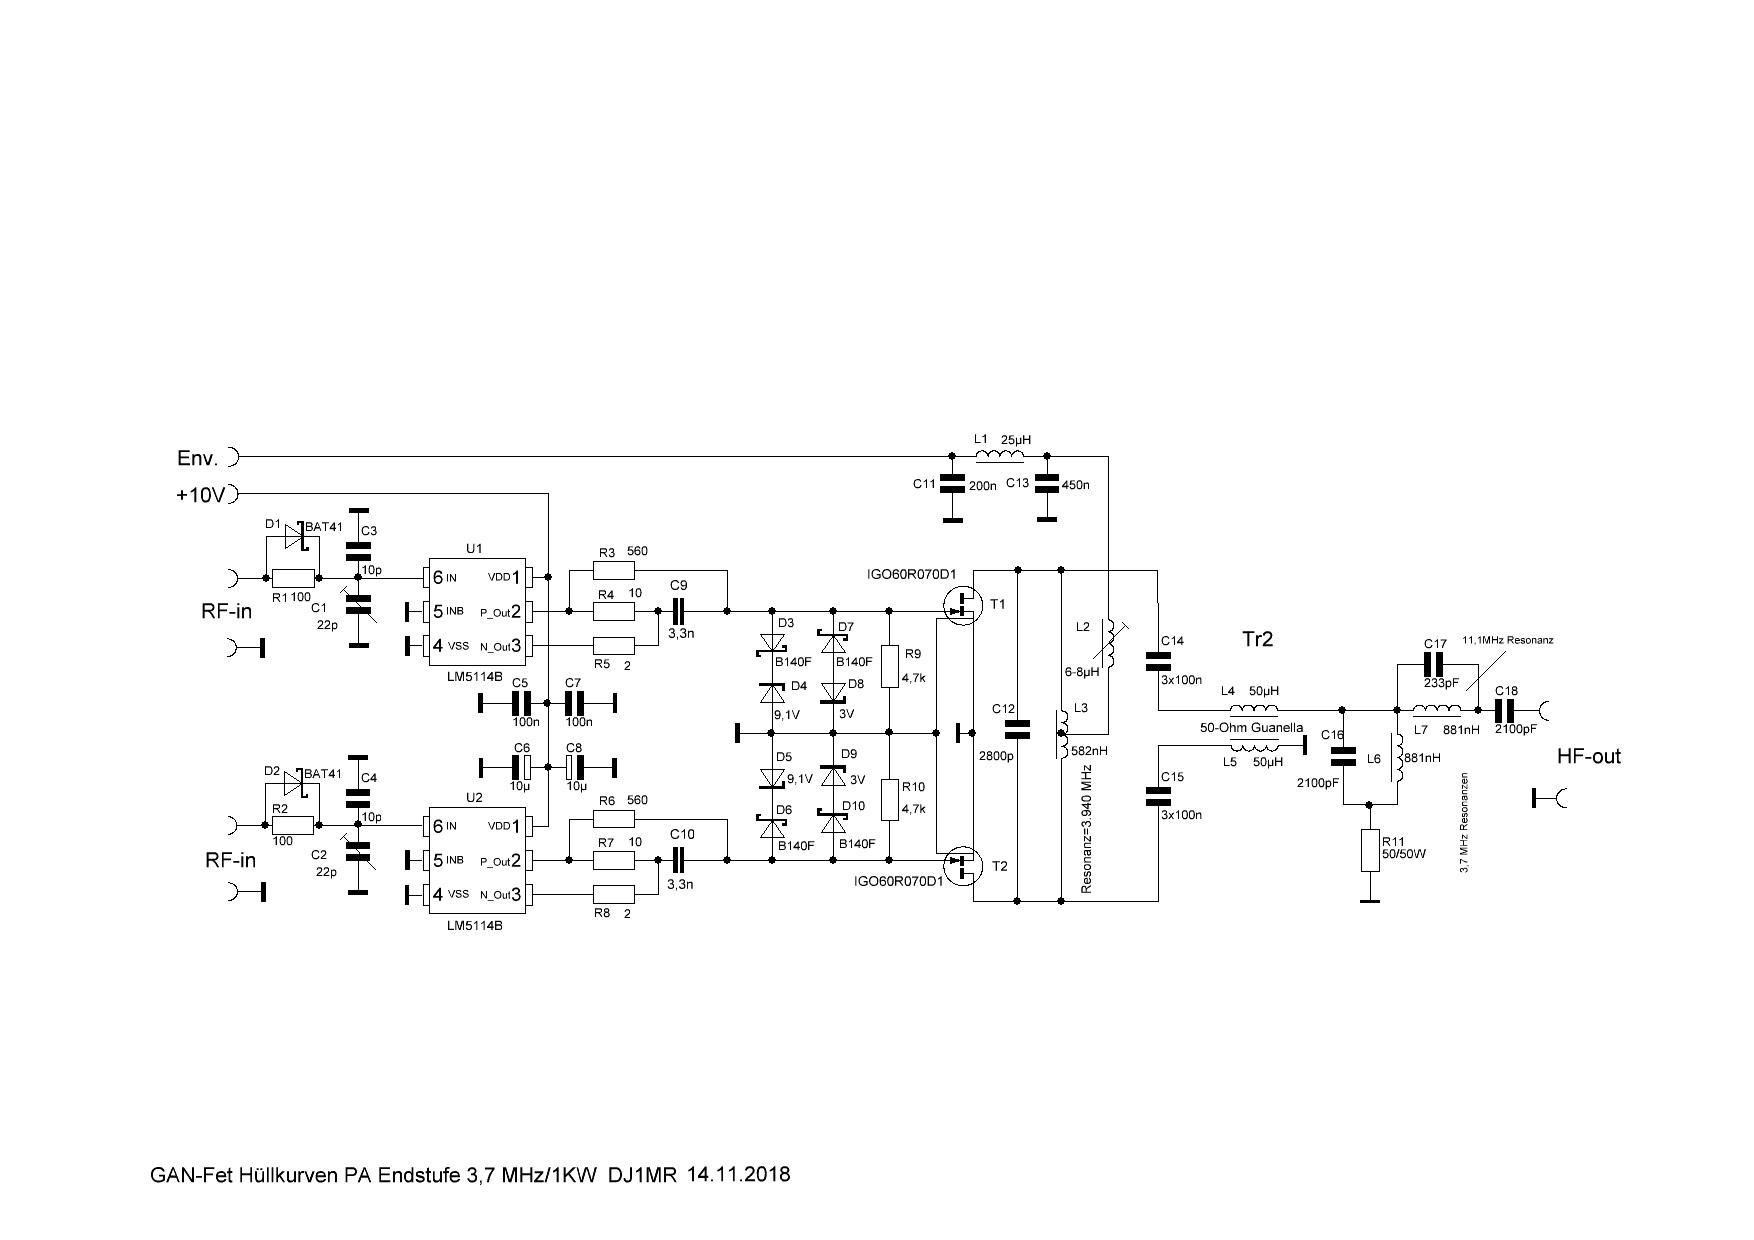 L1 25µH
Env.
C11 200n C13 450n
+10V
D1 BAT41
C3
10p
R1 100
C1
22p
RF-in
U1
6 IN VDD 1
5 INB P_Out 2
4 VSS N_Out 3
LM5114B
R3 560
R4 10
R5 2
C9
3,3n
IGO60R070D1
T1
D3
B140F
D7
B140F
D4
9,1V
D8
3V
R9
4,7k
L2
6-8µH
C14
3x100n
Tr2
C17
233pF
11,1MHz Resonanz
C5
100n
C7
100n
C12
2800p
L3
582nH
L4 50µH
50-Ohm Guanella
L5 50µH
C16
2100pF
L7 881nH
C18
2100pF
L6 881nH
HF-out
C6
10µ
C8
10µ
D5
9,1V
D9
3V
D6
B140F
D10
B140F
R10
4,7k
Resonanz=3.940 MHz
C15
3x100n
3,7 MHz Resonanzen
D2 BAT41
C4
10p
R2
100
C2
22p
RF-in
U2
6 IN VDD 1
5 INB P_Out 2
4 VSS N_Out 3
LM5114B
R6 560
R7 10
R8 2
C10
3,3n
IGO60R070D1
T2
R11
50/50W
GAN-Fet Hüllkurven PA Endstufe 3,7 MHz/1KW DJ1MR 14.11.2018